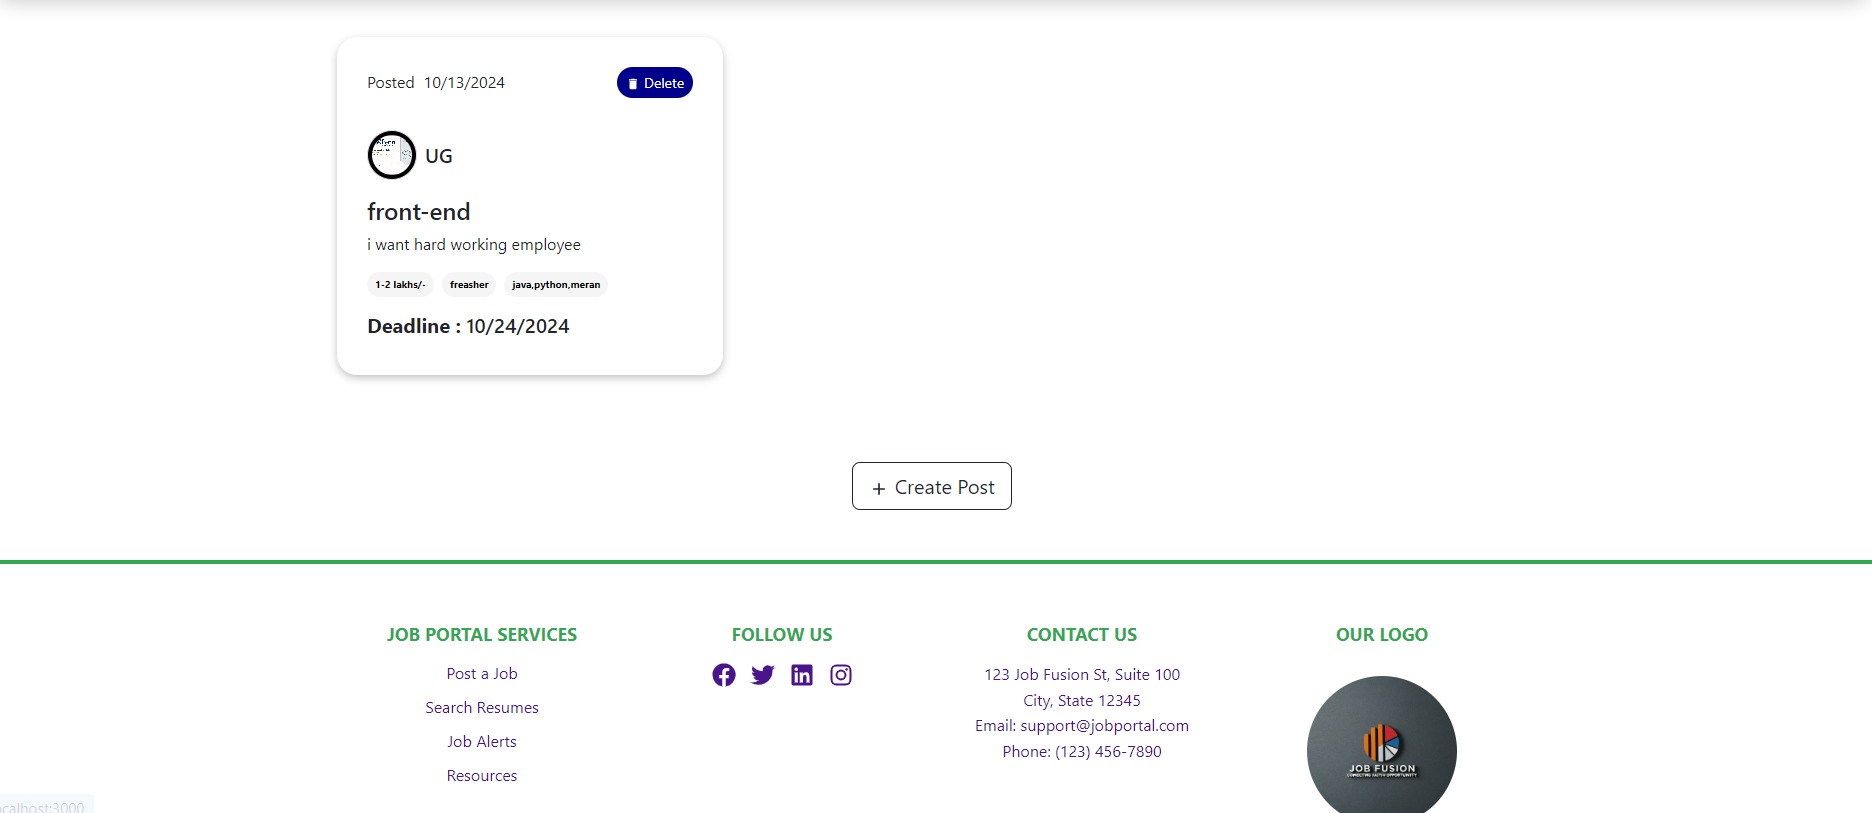 Posted 10/13/2024
Delete
UG
front-end
i want hard working employee
1-2 lakhs/-
freasher
java,python,meran
Deadline : 10/24/2024
+ Create Post
JOB PORTAL SERVICES
Post a Job
Search Resumes
Job Alerts
Resources
FOLLOW US
CONTACT US
123 Job Fusion St, Suite 100
City, State 12345
Email: support@jobportal.com
Phone: (123) 456-7890
OUR LOGO
JOB FUSION
ocalhost:3000